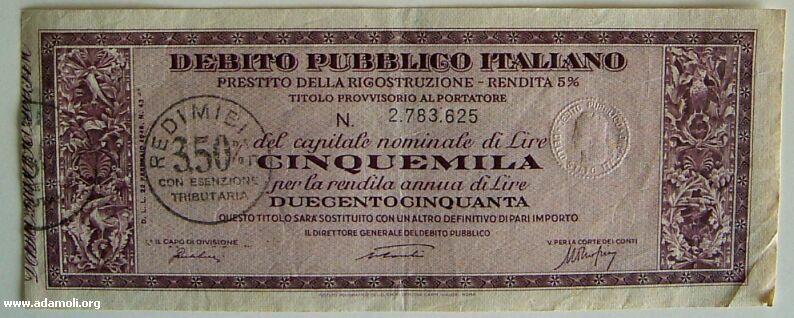 DEBITO PUBBLICO ITALIANO
PRESTITO DELLA RICOSTRUZIONE - RENDITA 5%
TITOLO PROVVISORIO AL PORTATORE
N. 2.783.625
del capitale nominale di Lire
CINQUEMILA
per la rendita annua di Lire
DUECENTOCINQUANTA
QUESTO TITOLO SARÀ SOSTITUITO CON UN ALTRO DEFINITIVO DI PARI IMPORTO
IL DIRETTORE GENERALE DEL DEBITO PUBBLICO
IL CAPO DI DIVISIONE
V. PER LA CORTE DEI CONTI
REDIMIBILE
3.50%
CON ESENZIONE
TRIBUTARIA
www.adamoli.org